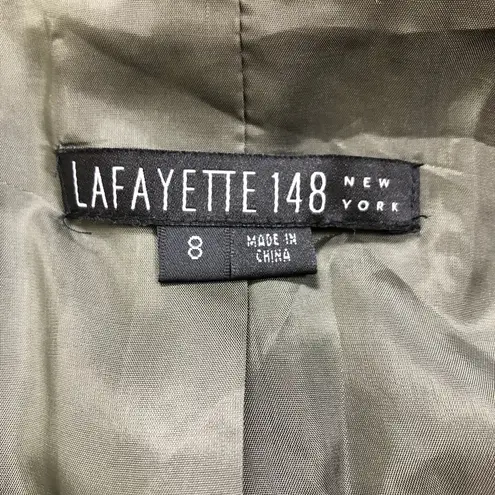 LAFAYETTE 148 NEW YORK
8
MADE IN
CHINA